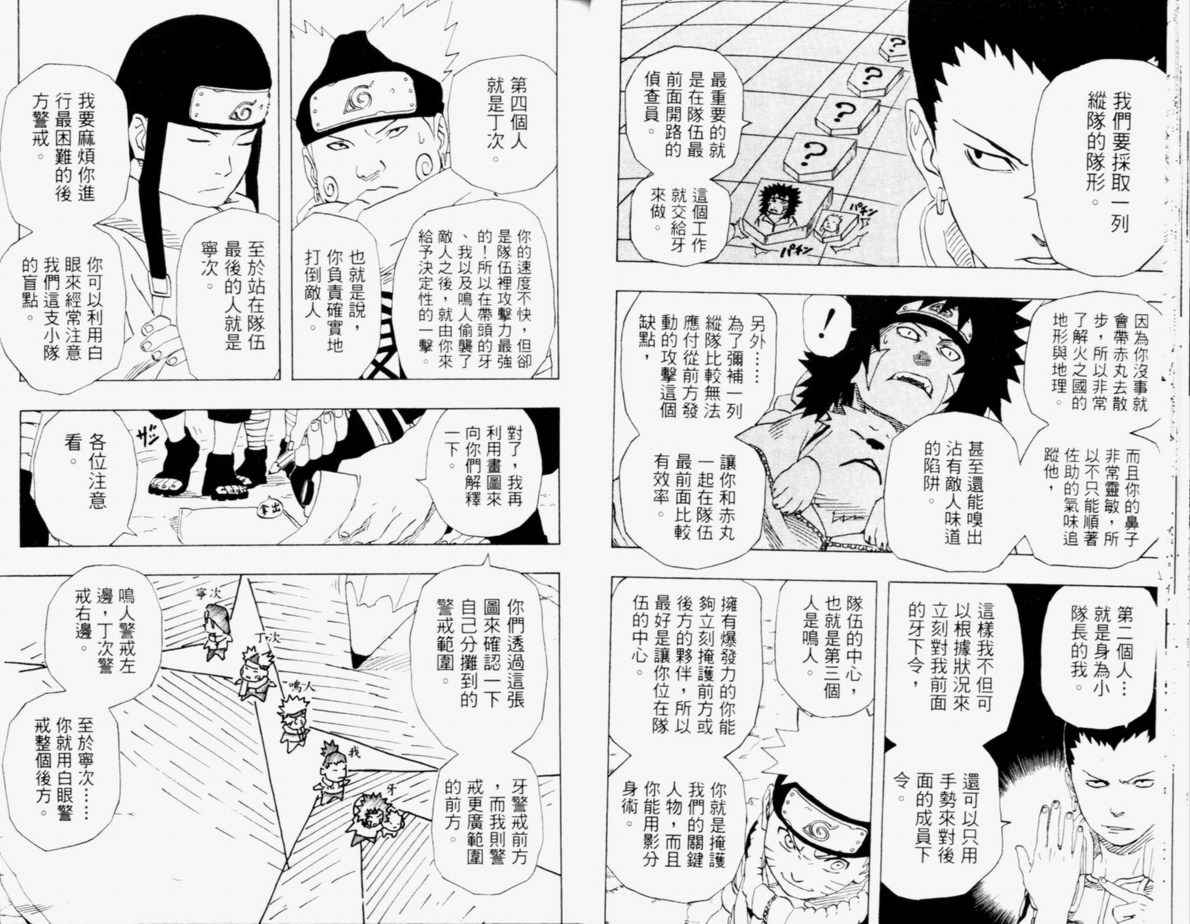 我們要採取一列
縱隊的隊形。
最重要的就
是在隊伍最
前面開路的
偵查員。
這個工作
就交給牙
來做。
?
?
?
?
パチン
パチン
因為你沒事就
會帶赤丸去散
步，所以非常
了解火之國的
地形與地理。
而且你的鼻子
非常靈敏，所
以不只能順著
佐助的氣味追
蹤他，
甚至還能嗅出
沾有敵人味道
的陷阱。
!
另外……
為了彌補一列
縱隊比較無法
應付從前方發
動的攻擊這個
缺點，
讓你和赤丸
一起在隊伍
最前面比較
有效率。
第二個人…
就是身為小
隊長的我。
這樣我不但可
以根據狀況來
立刻對我前面
的牙下令，
還可以只用
手勢來對後
面的成員下
令。
隊伍的中心，
也就是第三個
人是鳴人。
擁有爆發力的你能
夠立刻掩護前方或
後方的夥伴，所以
最好是讓你位在隊
伍的中心。
你就是掩護
我們的關鍵
人物，而且
你能用影分
身術。
第四個人
就是丁次。
你的速度不快，但卻
是隊伍裡攻擊力最強
的！所以在帶頭的牙
、我以及鳴人偷襲了
敵人之後，就由你來
給予決定性的一擊。
也就是說，
你負責確實地
打倒敵人。
至於站在隊伍
最後的人就是
寧次。
我要麻煩你進
行最困難的後
方警戒。
你可以利用白
眼來經常注意
我們這支小隊
的盲點。
對了，我再
利用畫圖來
向你們解釋
一下。
拿出
ザッ
各位注意
看。
你們透過這張
圖來確認一下
自己分攤到的
警戒範圍。
牙警戒前方
，而我則警
戒更廣範圍
的前方。
牙
我
鳴人
丁次
寧次
鳴人警戒左
邊，丁次警
戒右邊。
至於寧次……
你就用白眼警
戒整個後方。